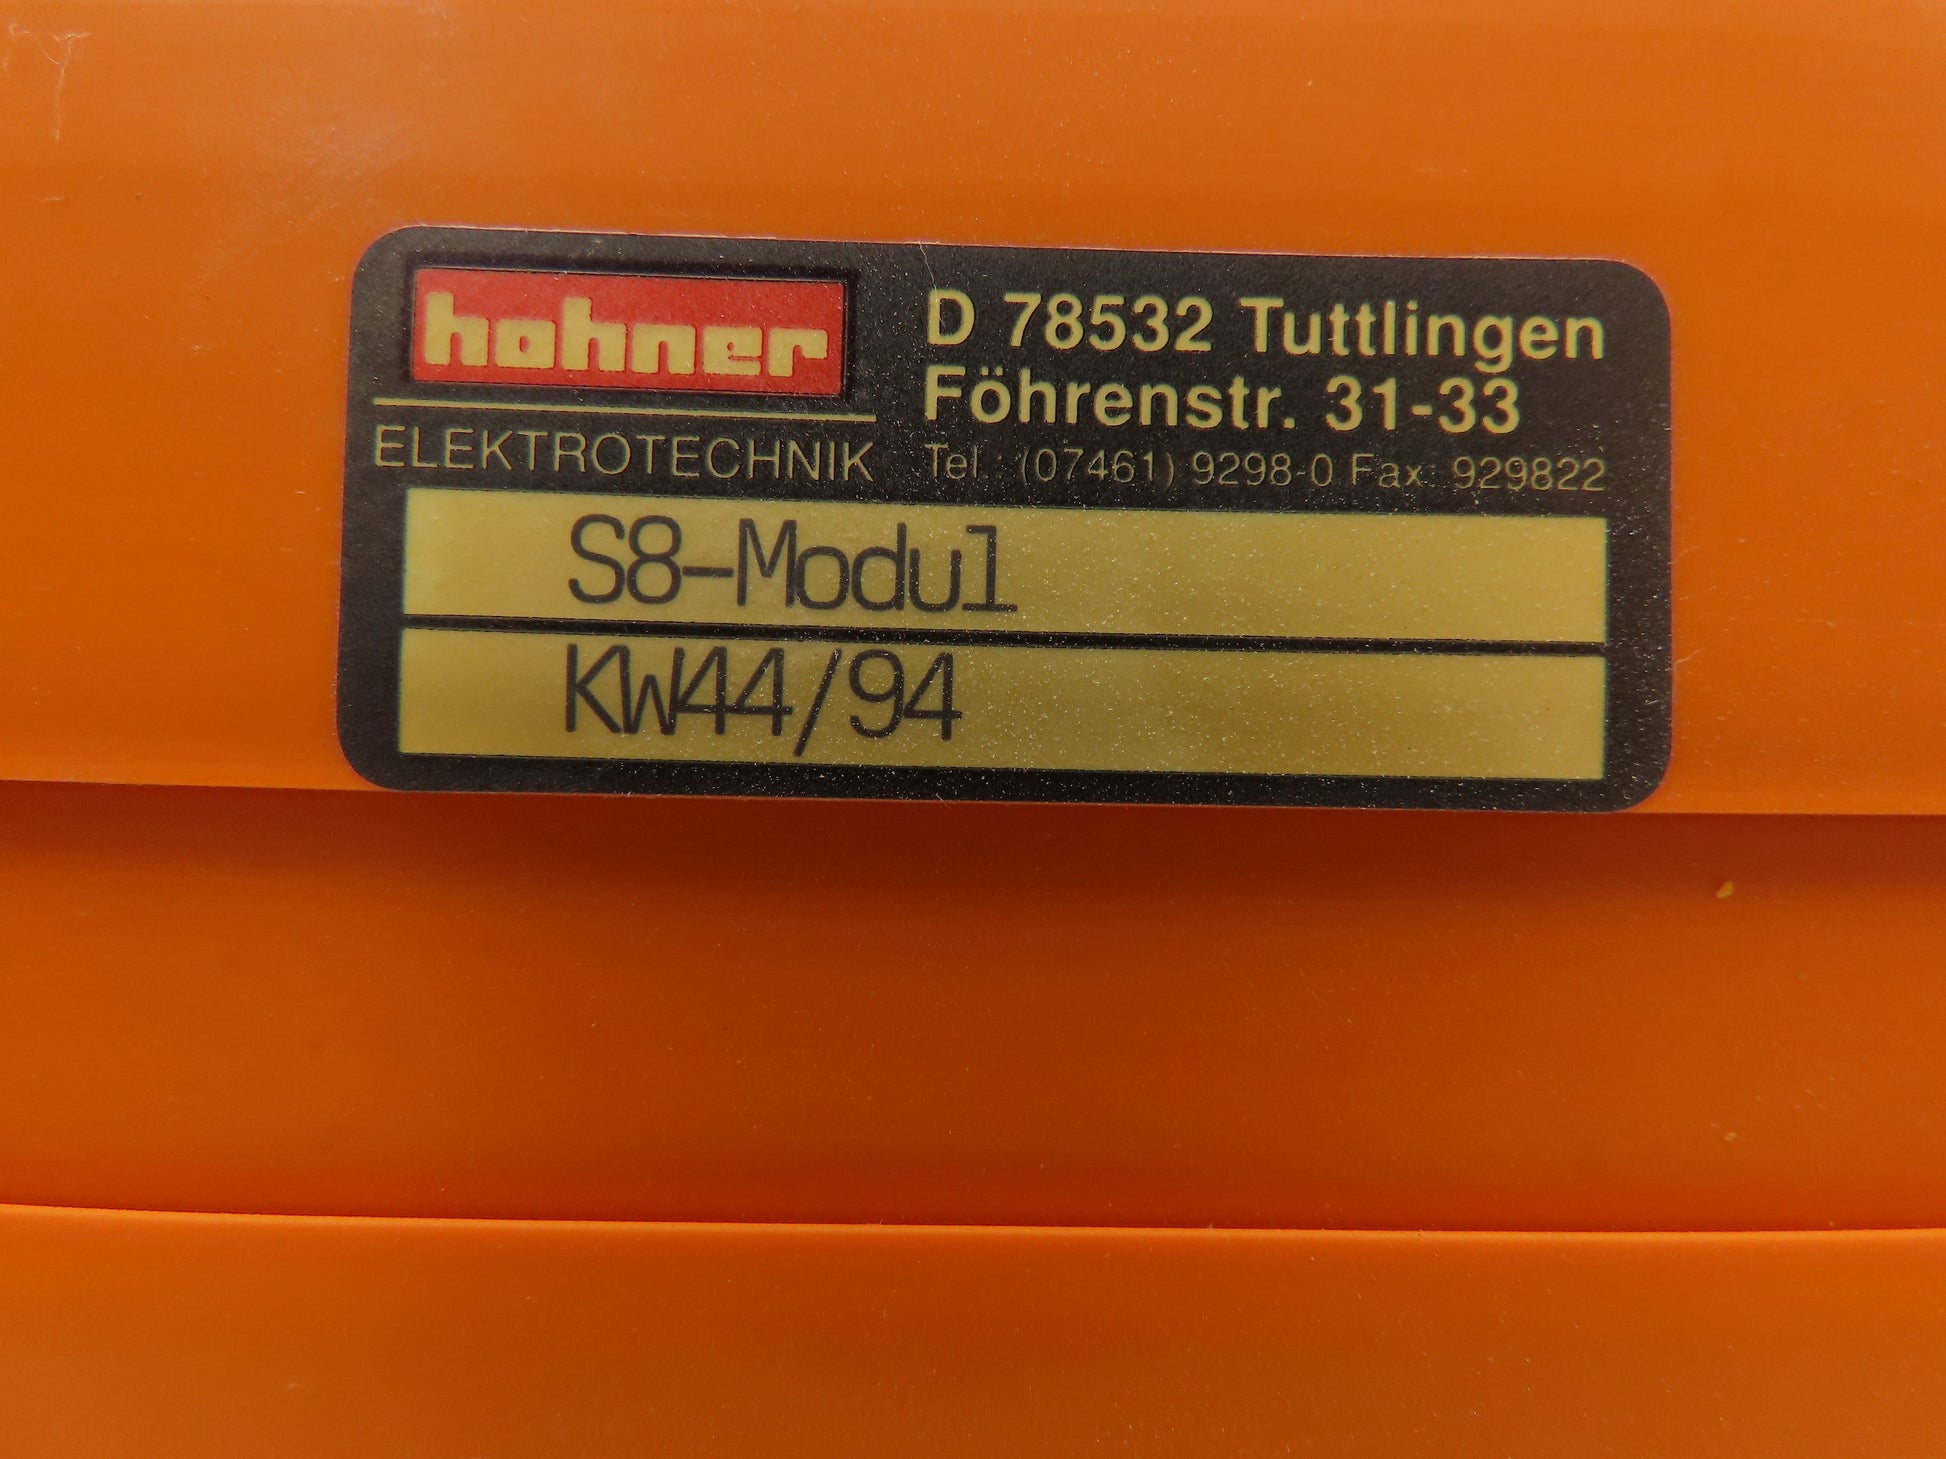 hohner
ELEKTROTECHNIK
D 78532 Tuttlingen
Föhrenstr. 31-33
Tel.: (07461) 9298-0 Fax: 929822
S8-Modul
KW44/94